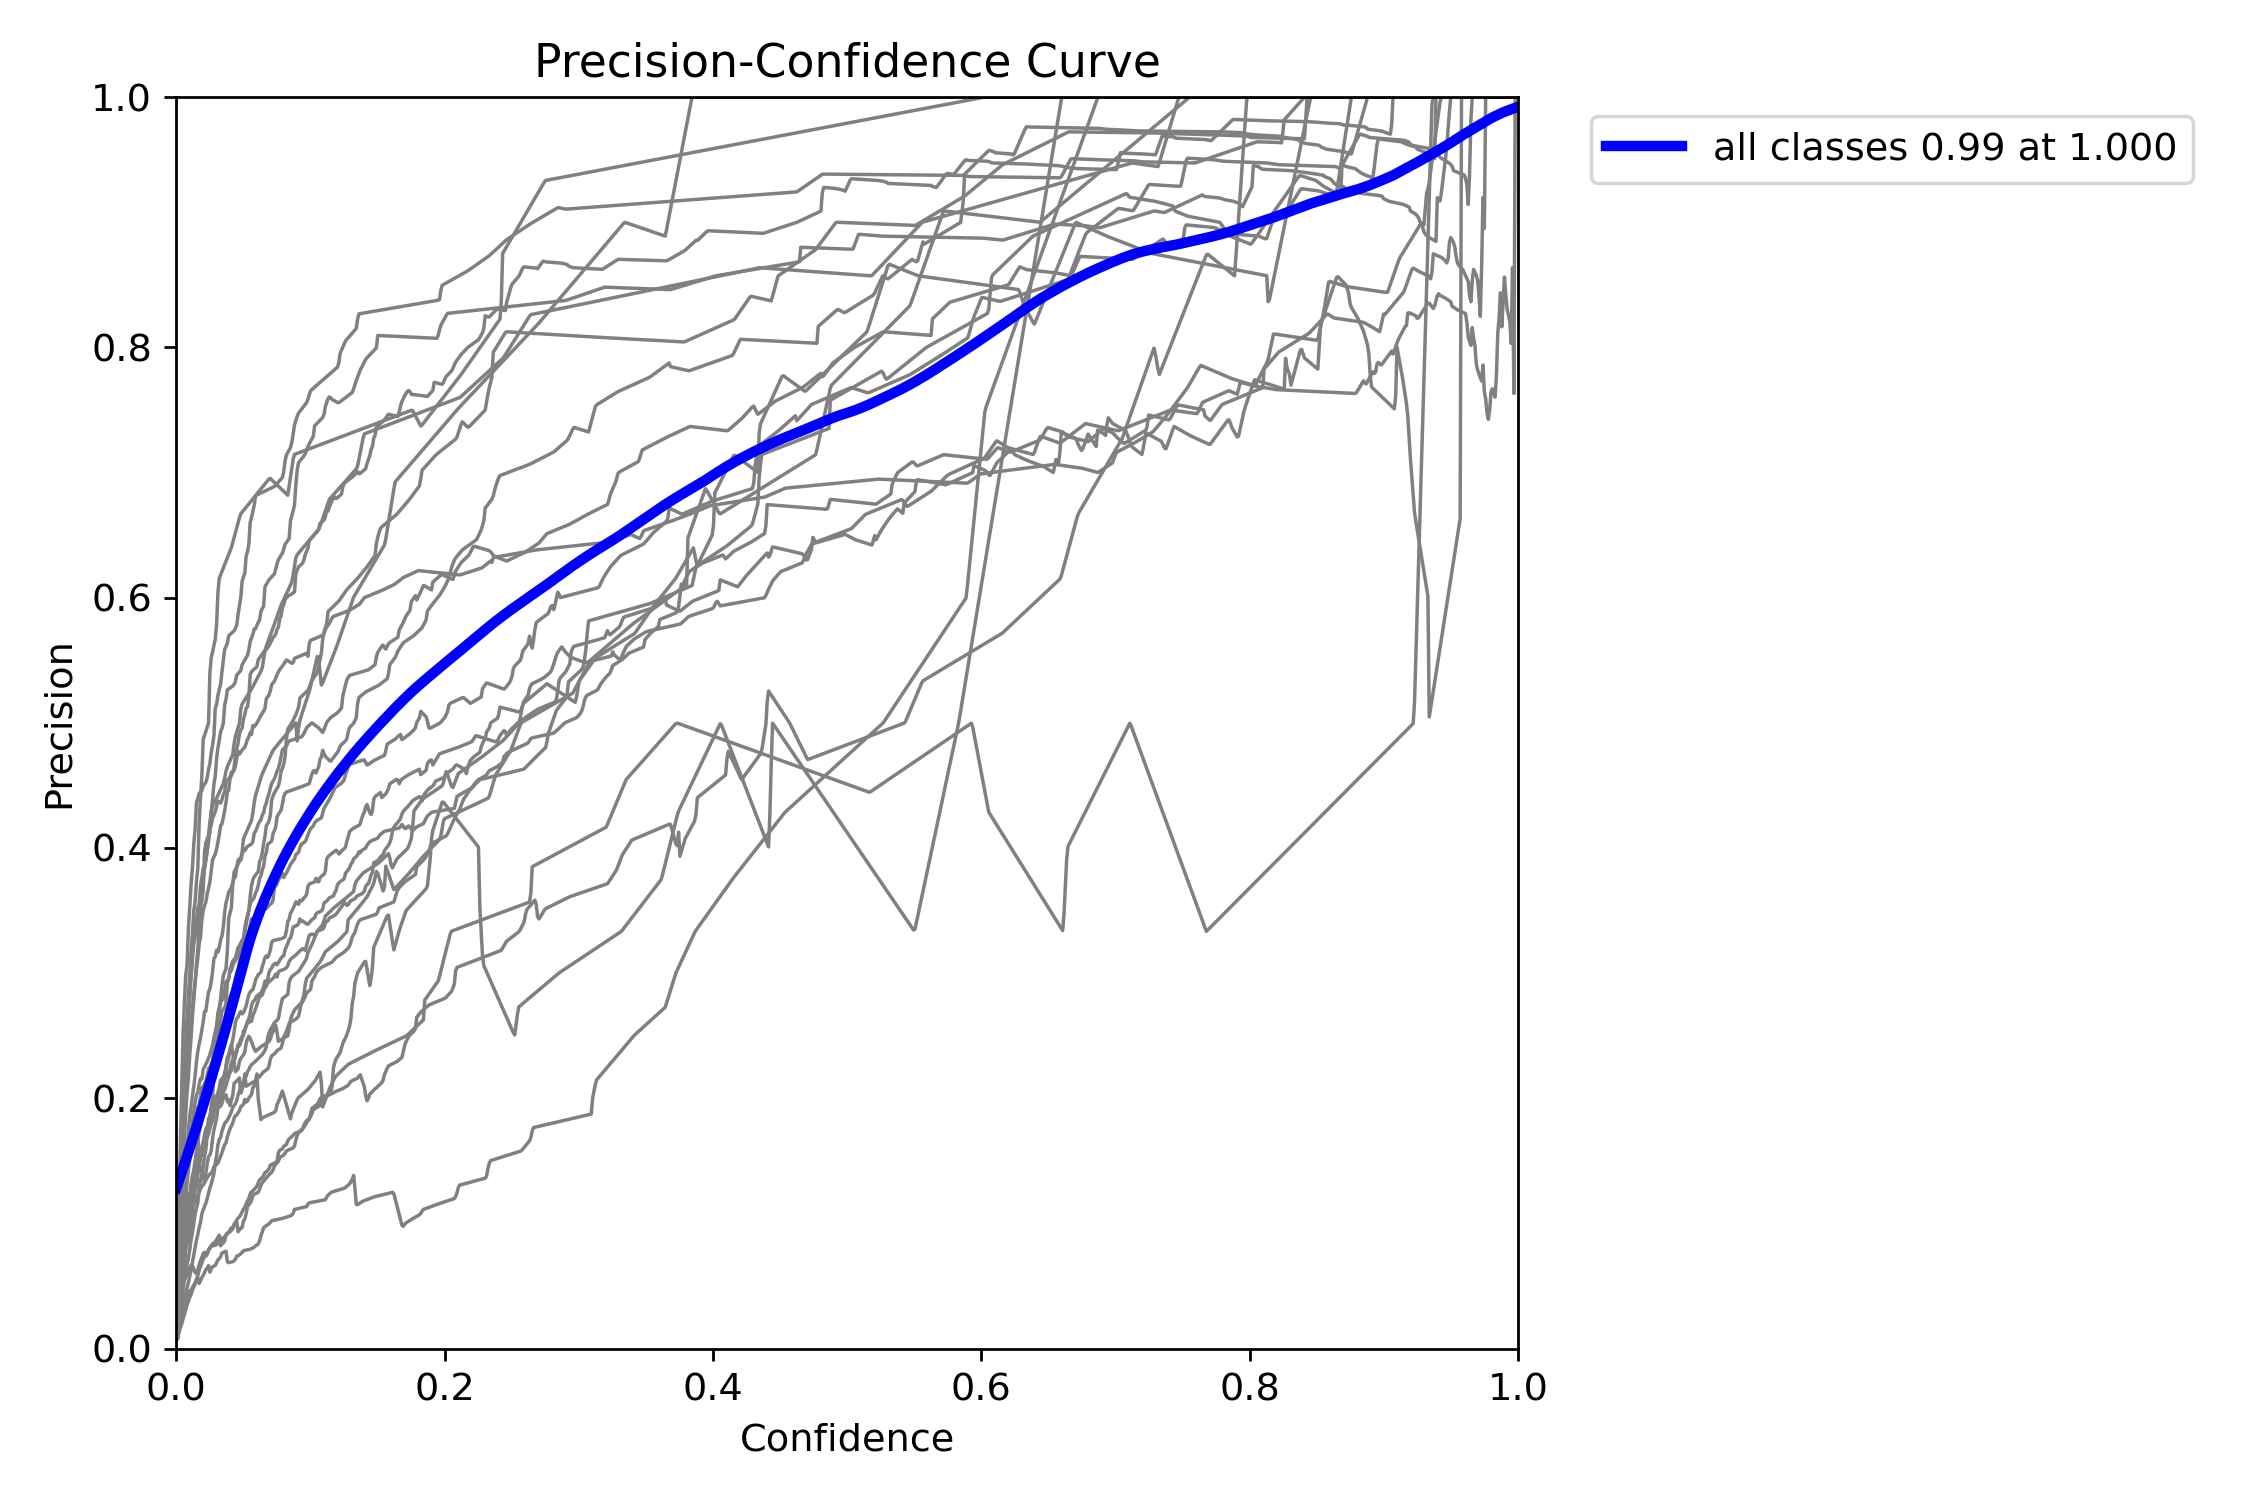 Precision-Confidence Curve
1.0
0.8
0.6
0.4
0.2
0.0
Precision
0.0 0.2 0.4 0.6 0.8 1.0
Confidence
all classes 0.99 at 1.000